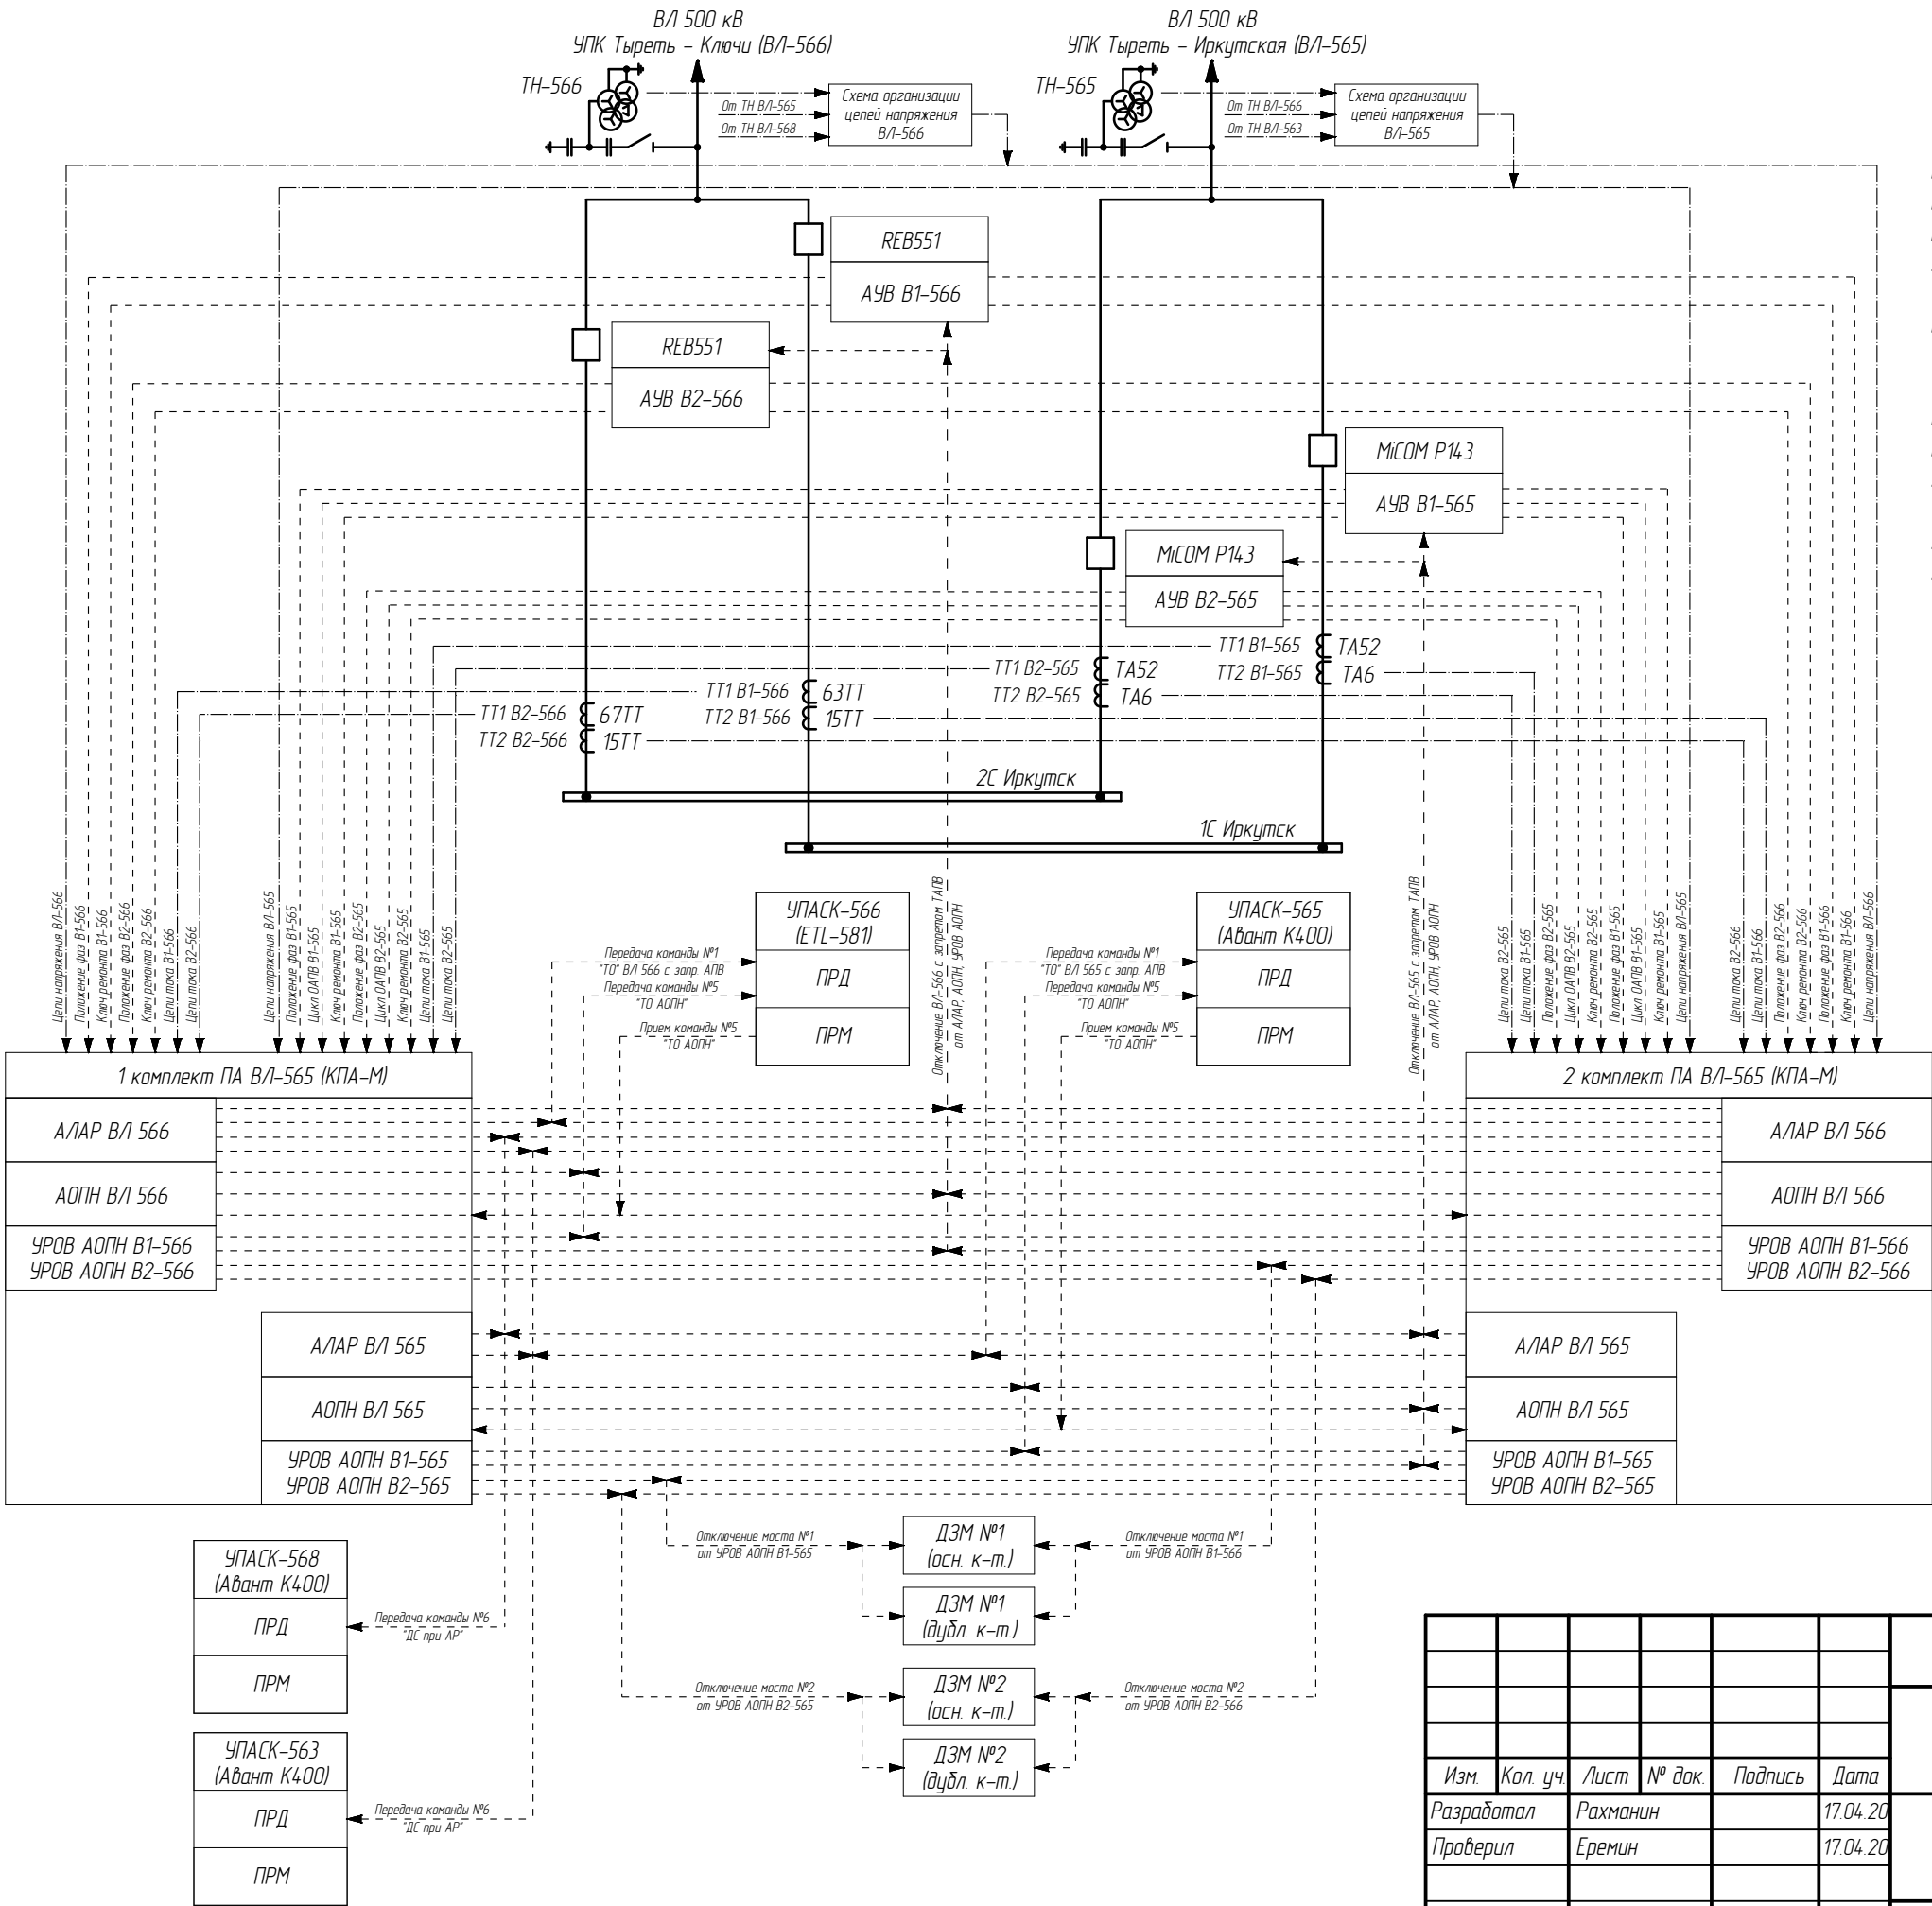 ВЛ 500 кВ
УПК Тыреть - Ключи (ВЛ-566)
ВЛ 500 кВ
УПК Тыреть - Иркутская (ВЛ-565)
ТН-566
От ТН ВЛ-565
От ТН ВЛ-568
Схема организации
цепей напряжения
ВЛ-566
ТН-565
От ТН ВЛ-566
От ТН ВЛ-563
Схема организации
цепей напряжения
ВЛ-565
REB551
АУВ В1-566
REB551
АУВ В2-566
MiCOM P143
АУВ В1-565
MiCOM P143
АУВ В2-565
ТТ1 В1-565
ТА52
ТТ2 В1-565
ТА6
ТТ1 В2-565
ТА52
ТТ2 В2-565
ТА6
ТТ1 В1-566
63ТТ
ТТ2 В1-566
15ТТ
ТТ1 В2-566
67ТТ
ТТ2 В2-566
15ТТ
2С Иркутск
1С Иркутск
Цепи напряжения ВЛ-566
Положение фаз В1-566
Ключ ремонта В1-566
Положение фаз В2-566
Ключ ремонта В2-566
Цепи тока В1-566
Цепи тока В2-566
Цепи напряжения ВЛ-565
Положение фаз В1-565
Цикл ОАПВ В1-565
Ключ ремонта В1-565
Положение фаз В2-565
Цикл ОАПВ В2-565
Ключ ремонта В2-565
Цепи тока В1-565
Цепи тока В2-565
Передача команды №1
"ТО" ВЛ 566 с запр. АПВ
Передача команды №5
"ТО АОПН"
Прием команды №5
"ТО АОПН"
УПАСК-566
(ETL-581)
ПРД
ПРМ
Отключение ВЛ-566 с запретом ТАПВ
от АЛАР, АОПН, УРОВ АОПН
Передача команды №1
"ТО" ВЛ 565 с запр. АПВ
Передача команды №5
"ТО АОПН"
Прием команды №5
"ТО АОПН"
УПАСК-565
(Авант К400)
ПРД
ПРМ
Отключение ВЛ-565 с запретом ТАПВ
от АЛАР, АОПН, УРОВ АОПН
Цепи тока В2-565
Цепи тока В1-565
Положение фаз В2-565
Цикл ОАПВ В2-565
Ключ ремонта В2-565
Положение фаз В1-565
Цикл ОАПВ В1-565
Ключ ремонта В1-565
Цепи напряжения ВЛ-565
Цепи тока В2-566
Цепи тока В1-566
Положение фаз В2-566
Ключ ремонта В2-566
Положение фаз В1-566
Ключ ремонта В1-566
Цепи напряжения ВЛ-566
1 комплект ПА ВЛ-565 (КПА-М)
АЛАР ВЛ 566
АОПН ВЛ 566
УРОВ АОПН В1-566
УРОВ АОПН В2-566
АЛАР ВЛ 565
АОПН ВЛ 565
УРОВ АОПН В1-565
УРОВ АОПН В2-565
2 комплект ПА ВЛ-565 (КПА-М)
АЛАР ВЛ 566
АОПН ВЛ 566
УРОВ АОПН В1-566
УРОВ АОПН В2-566
АЛАР ВЛ 565
АОПН ВЛ 565
УРОВ АОПН В1-565
УРОВ АОПН В2-565
УПАСК-568
(Авант К400)
ПРД
ПРМ
Передача команды №6
"ДС при АР"
УПАСК-563
(Авант К400)
ПРД
ПРМ
Передача команды №6
"ДС при АР"
Отключение моста №1
от УРОВ АОПН В1-565
ДЗМ №1
(осн. к-т.)
ДЗМ №1
(дубл. к-т.)
Отключение моста №1
от УРОВ АОПН В1-566
Отключение моста №2
от УРОВ АОПН В2-565
ДЗМ №2
(осн. к-т.)
ДЗМ №2
(дубл. к-т.)
Отключение моста №2
от УРОВ АОПН В2-566
Изм. Кол. уч. Лист № док. Подпись Дата
Разработал Рахманин 17.04.20
Проверил Еремин 17.04.20